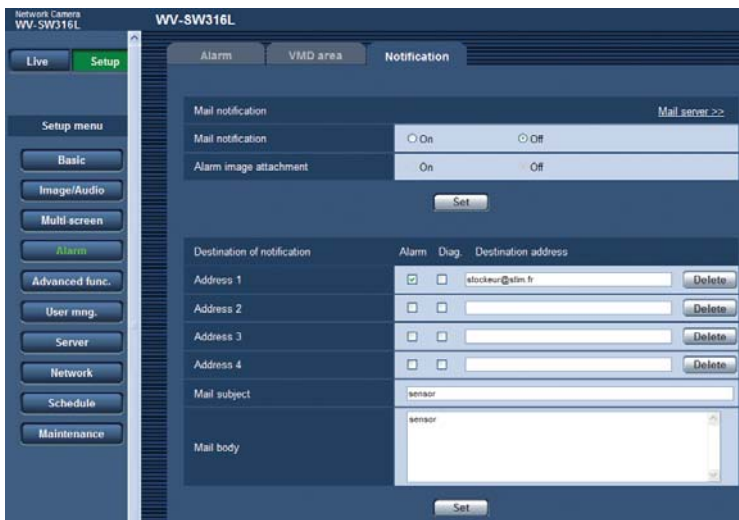 Network Camera
WV-SW316L
WV-SW316L
Live Setup
Alarm VMD area Notification
Setup menu
Basic
Image/Audio
Multi-screen
Alarm
Advanced func.
User mng.
Server
Network
Schedule
Maintenance
Mail notification Mail server >>
Mail notification On Off
Alarm image attachment On Off
Set
Destination of notification Alarm Diag. Destination address
Address 1 stockeur@stim.fr Delete
Address 2 Delete
Address 3 Delete
Address 4 Delete
Mail subject sensor
Mail body sensor
Set